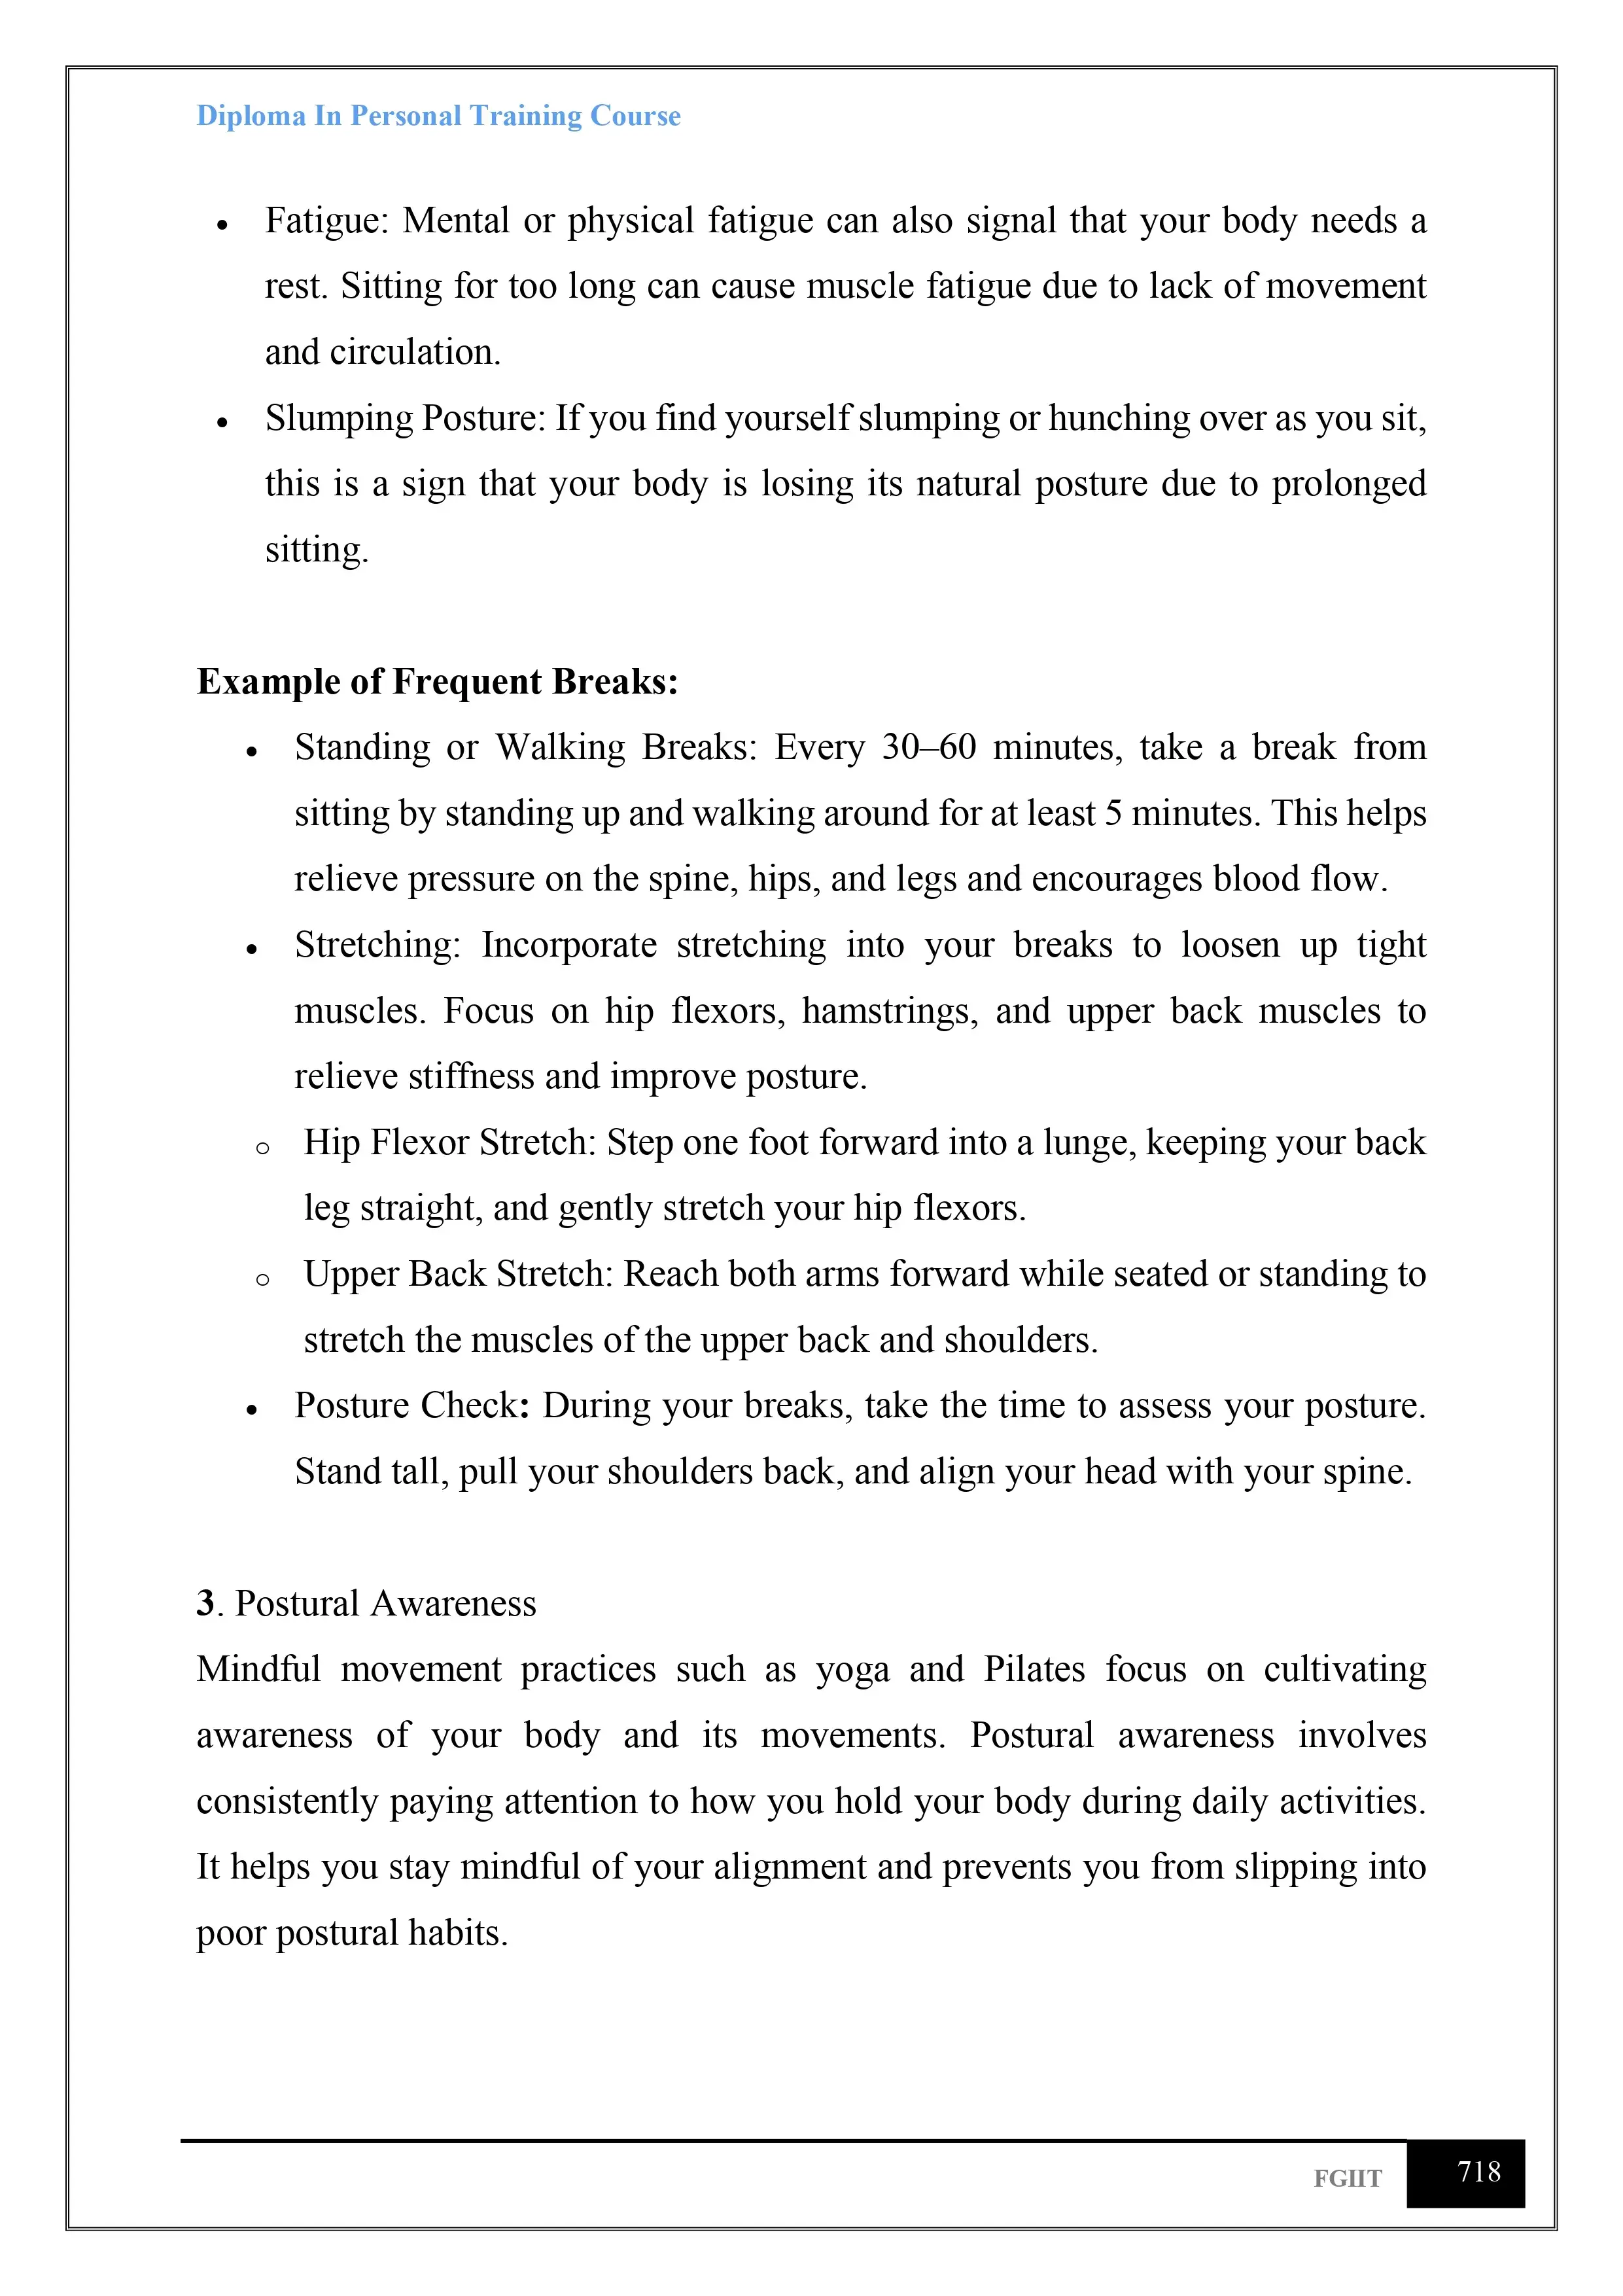 Diploma In Personal Training Course
• Fatigue: Mental or physical fatigue can also signal that your body needs a
rest. Sitting for too long can cause muscle fatigue due to lack of movement
and circulation.
• Slumping Posture: If you find yourself slumping or hunching over as you sit,
this is a sign that your body is losing its natural posture due to prolonged
sitting.
Example of Frequent Breaks:
• Standing or Walking Breaks: Every 30–60 minutes, take a break from
sitting by standing up and walking around for at least 5 minutes. This helps
relieve pressure on the spine, hips, and legs and encourages blood flow.
• Stretching: Incorporate stretching into your breaks to loosen up tight
muscles. Focus on hip flexors, hamstrings, and upper back muscles to
relieve stiffness and improve posture.
o Hip Flexor Stretch: Step one foot forward into a lunge, keeping your back
leg straight, and gently stretch your hip flexors.
o Upper Back Stretch: Reach both arms forward while seated or standing to
stretch the muscles of the upper back and shoulders.
• Posture Check: During your breaks, take the time to assess your posture.
Stand tall, pull your shoulders back, and align your head with your spine.
3. Postural Awareness
Mindful movement practices such as yoga and Pilates focus on cultivating
awareness of your body and its movements. Postural awareness involves
consistently paying attention to how you hold your body during daily activities.
It helps you stay mindful of your alignment and prevents you from slipping into
poor postural habits.
FGIIT 718